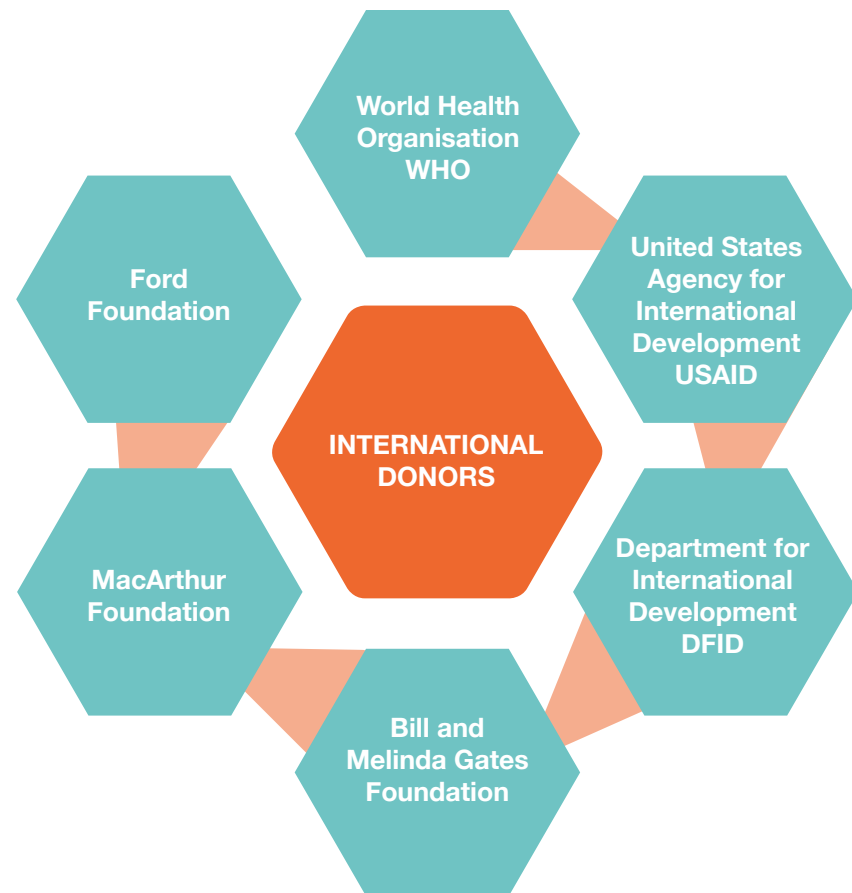 World Health
Organisation
WHO
United States
Agency for
International
Development
USAID
Department for
International
Development
DFID
Bill and
Melinda Gates
Foundation
MacArthur
Foundation
Ford
Foundation
INTERNATIONAL
DONORS